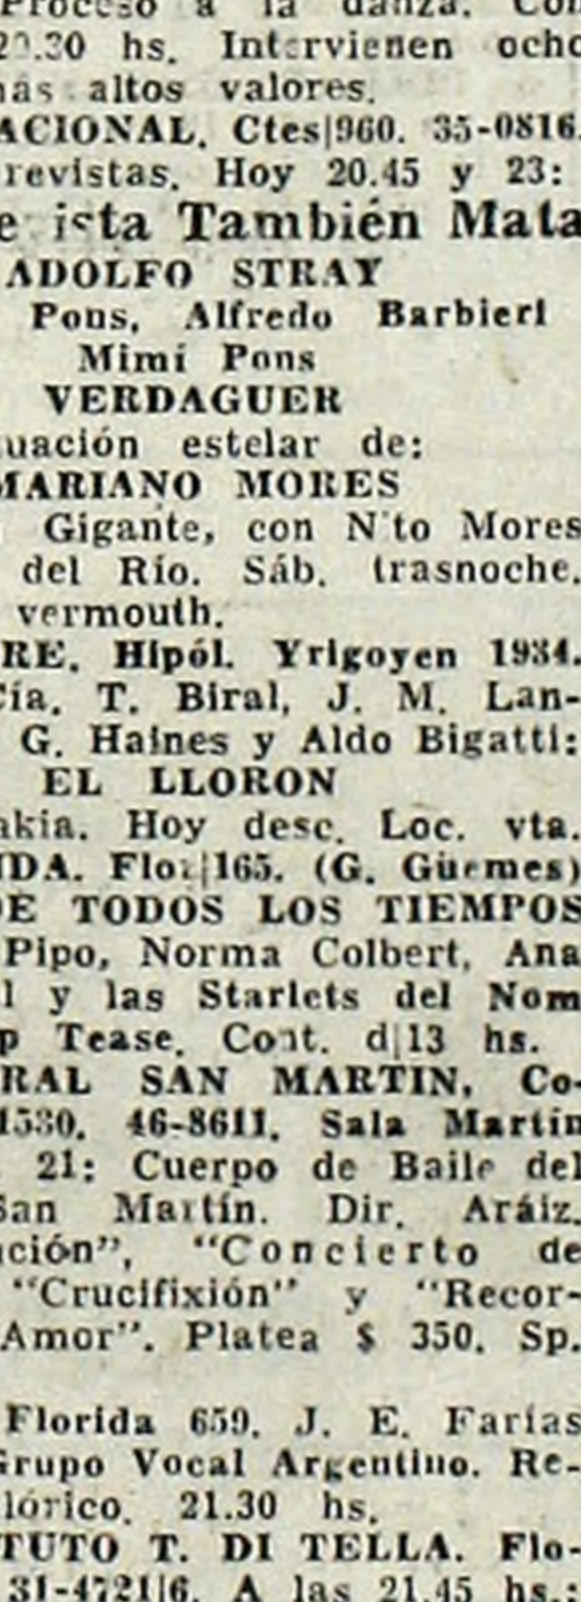 Proceso a la danza. Con
.30 hs. Intervienen ocho
más altos valores.
ACIONAL. Ctes|960. 35-0816.
revistas. Hoy 20.45 y 23:
ista También Mata
ADOLFO STRAY
Pons, Alfredo Barbieri
Mimí Pons
VERDAGUER
uación estelar de:
MARIANO MORES
Gigante, con N'to Mores
del Río. Sáb. trasnoche.
vermouth.
RE. Hipól. Yrigoyen 1934.
Cía. T. Biral, J. M. Lan-
G. Haines y Aldo Bigatti:
EL LLORON
akia. Hoy desc. Loc. vta.
IDA. Flor|165. (G. Güemes)
DE TODOS LOS TIEMPOS
Pipo, Norma Colbert, Ana
l y las Starlets del Nom
p Tease. Cont. d|13 hs.
RAL SAN MARTIN. Co-
1530. 46-8611. Sala Martín
21: Cuerpo de Baile del
San Martín. Dir. Aráiz.
ación", "Concierto de
"Crucifixión" y "Recor-
Amor". Platea $ 350. Sp.
Florida 659. J. E. Farías
Grupo Vocal Argentino. Re-
lórico. 21.30 hs.
TUTO T. DI TELLA. Flo-
31-4721|6. A las 21.45 hs.: